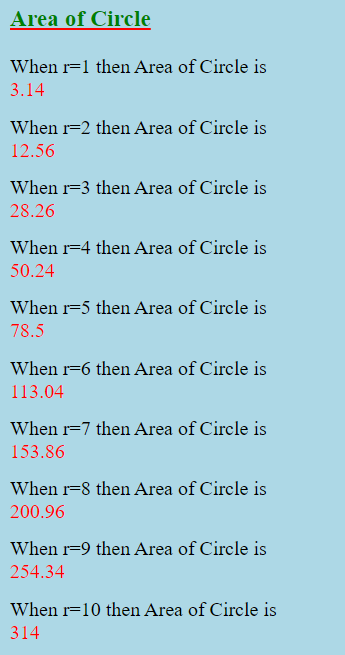 Area of Circle
When r=1 then Area of Circle is
3.14
When r=2 then Area of Circle is
12.56
When r=3 then Area of Circle is
28.26
When r=4 then Area of Circle is
50.24
When r=5 then Area of Circle is
78.5
When r=6 then Area of Circle is
113.04
When r=7 then Area of Circle is
153.86
When r=8 then Area of Circle is
200.96
When r=9 then Area of Circle is
254.34
When r=10 then Area of Circle is
314